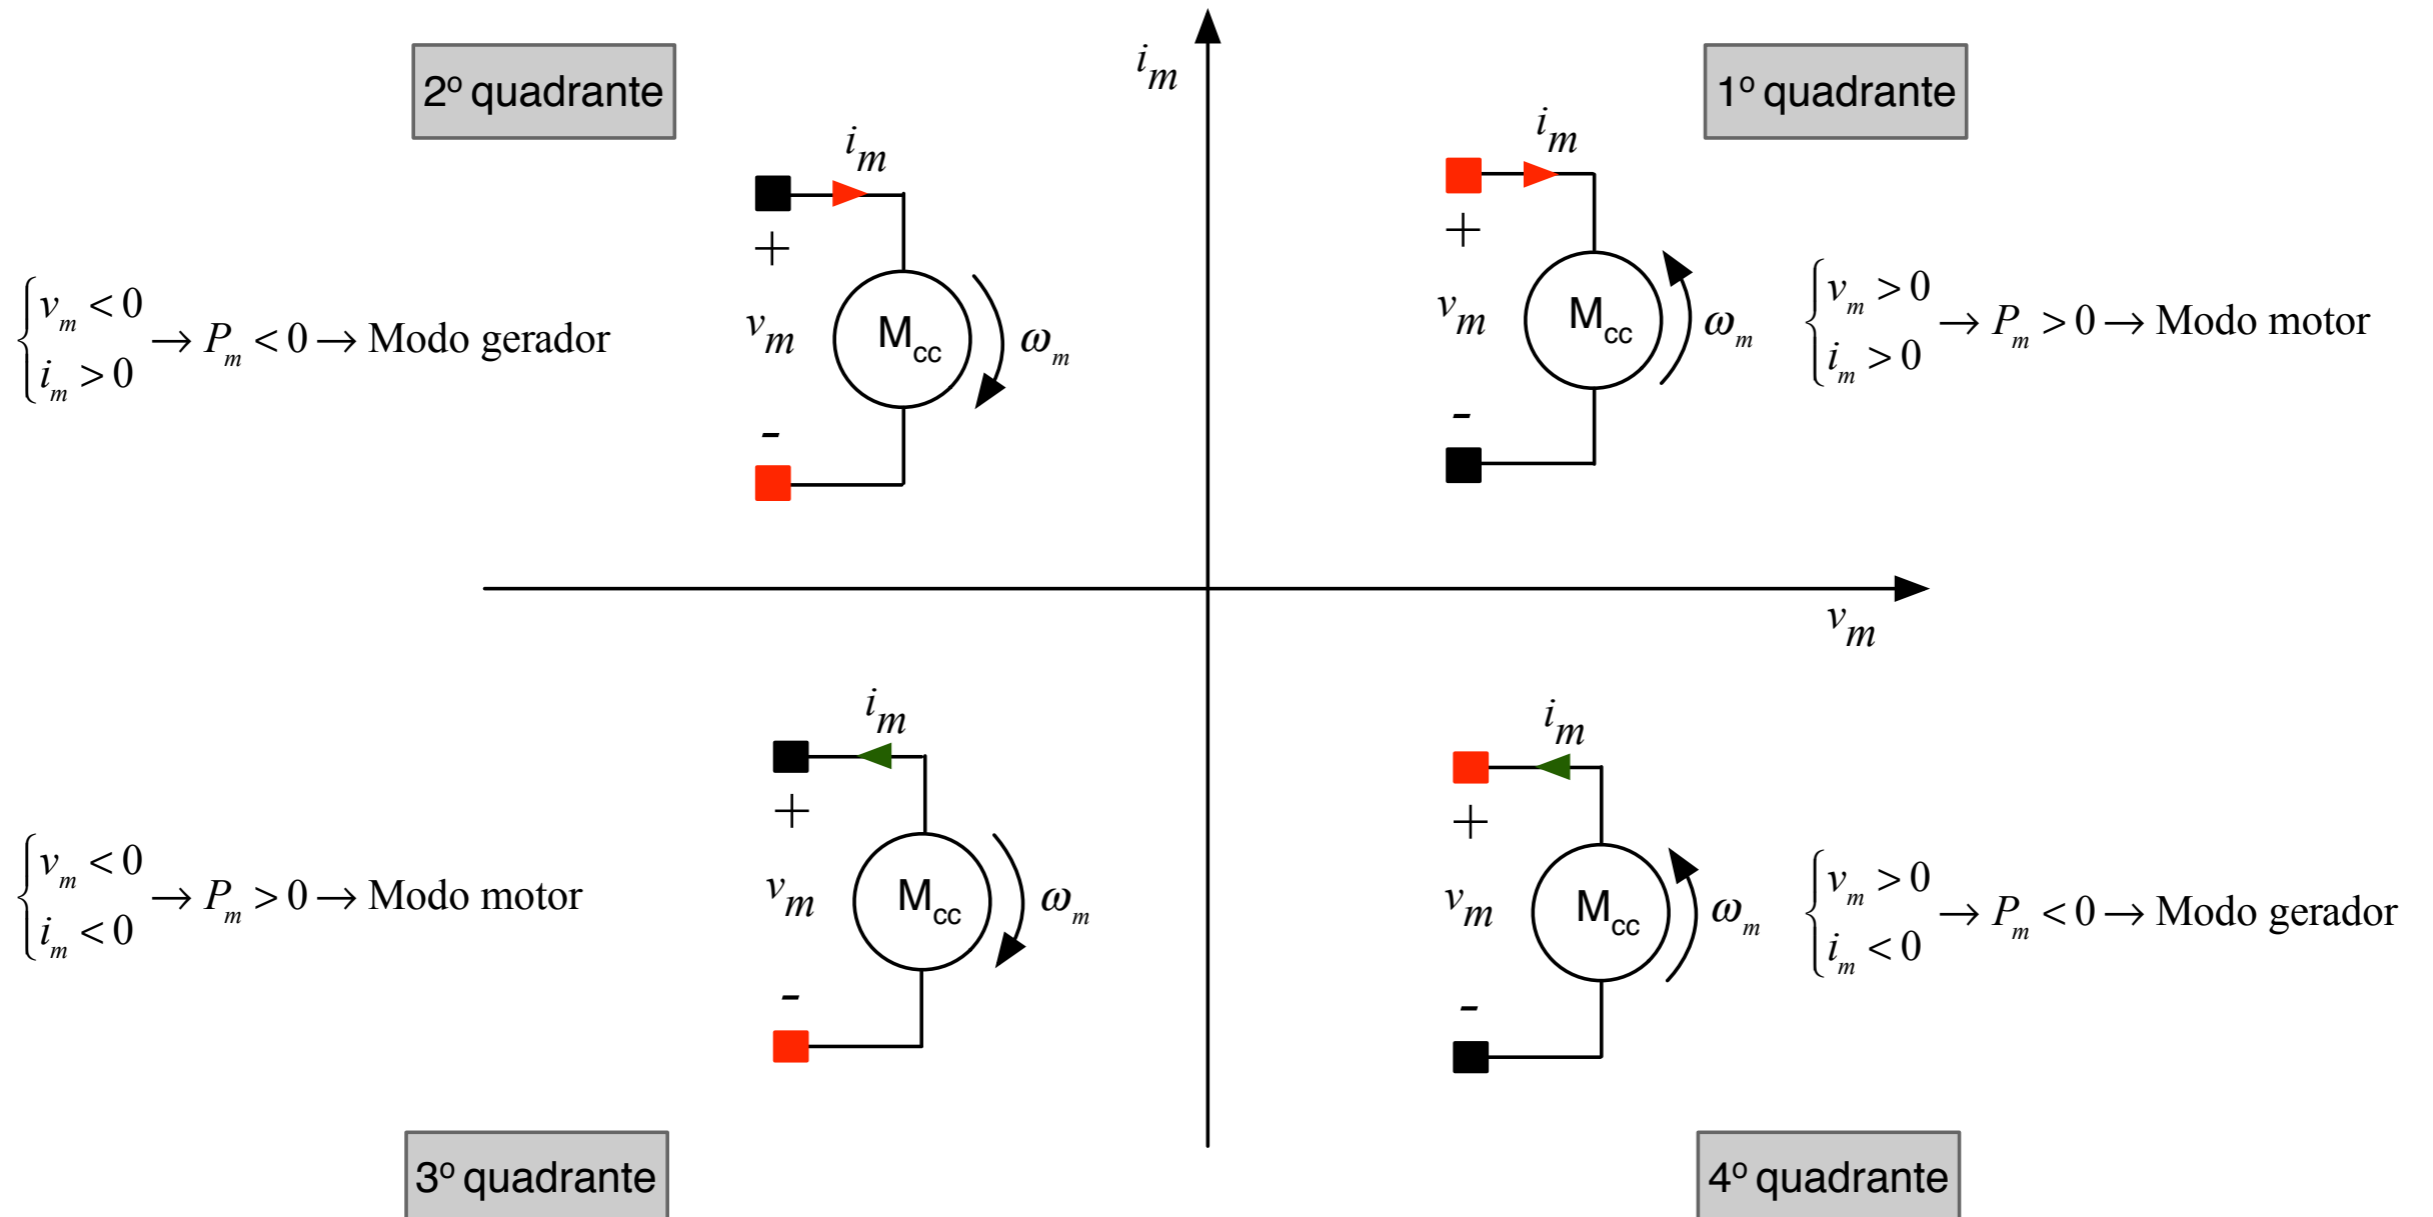 2º quadrante
i_m
1º quadrante
i_m
+
v_m
M_cc
ω_m
-
{v_m < 0
i_m > 0 → P_m < 0 → Modo gerador
i_m
+
v_m
M_cc
ω_m
-
{v_m > 0
i_m > 0 → P_m > 0 → Modo motor
v_m
i_m
+
v_m
M_cc
ω_m
-
{v_m < 0
i_m < 0 → P_m > 0 → Modo motor
i_m
+
v_m
M_cc
ω_m
-
{v_m > 0
i_m < 0 → P_m < 0 → Modo gerador
3º quadrante
4º quadrante